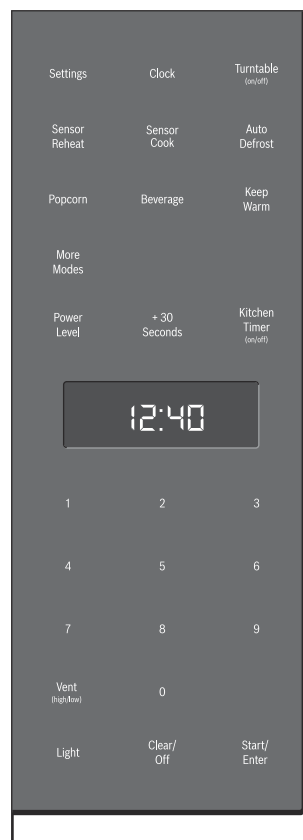 Settings Clock Turntable
(on/off)
Sensor Sensor Auto
Reheat Cook Defrost
Popcorn Beverage Keep
Warm
More
Modes
Power + 30 Kitchen
Level Seconds Timer
(on/off)
12:40
1 2 3
4 5 6
7 8 9
Vent 0
(high/low)
Light Clear/ Start/
Off Enter